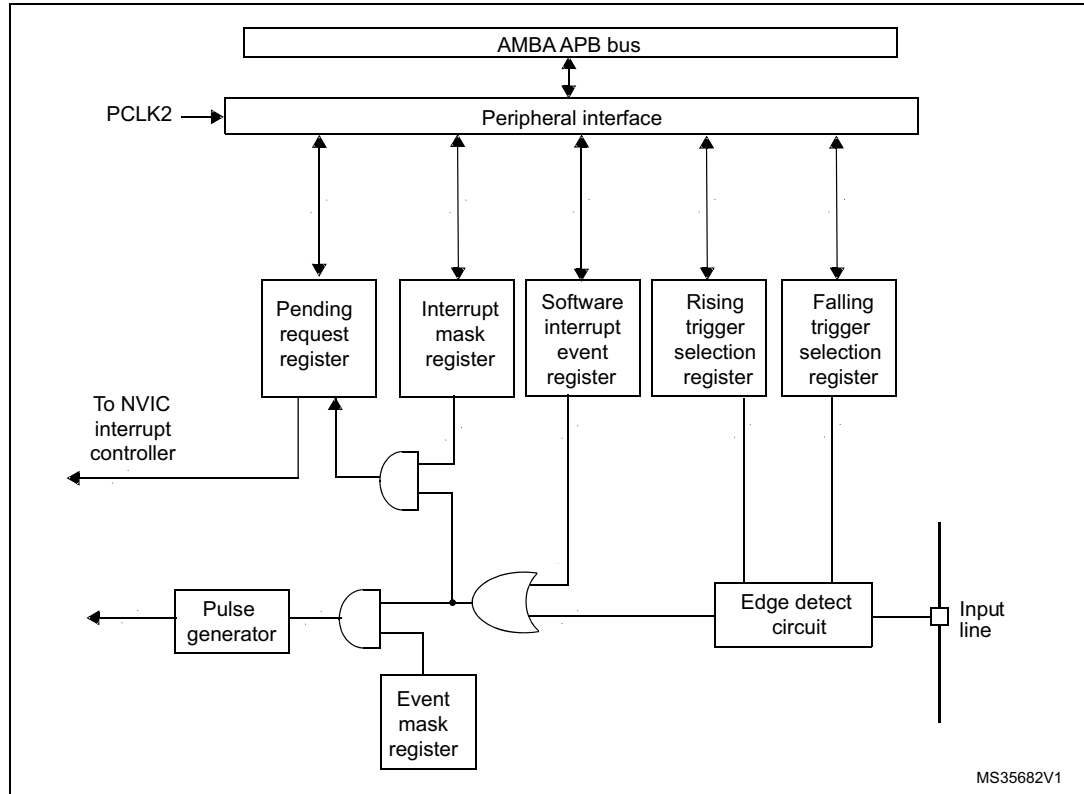 AMBA APB bus
PCLK2
Peripheral interface
Pending
request
register
Interrupt
mask
register
Software
interrupt
event
register
Rising
trigger
selection
register
Falling
trigger
selection
register
To NVIC
interrupt
controller
Pulse
generator
Event
mask
register
Edge detect
circuit
Input
line
MS35682V1